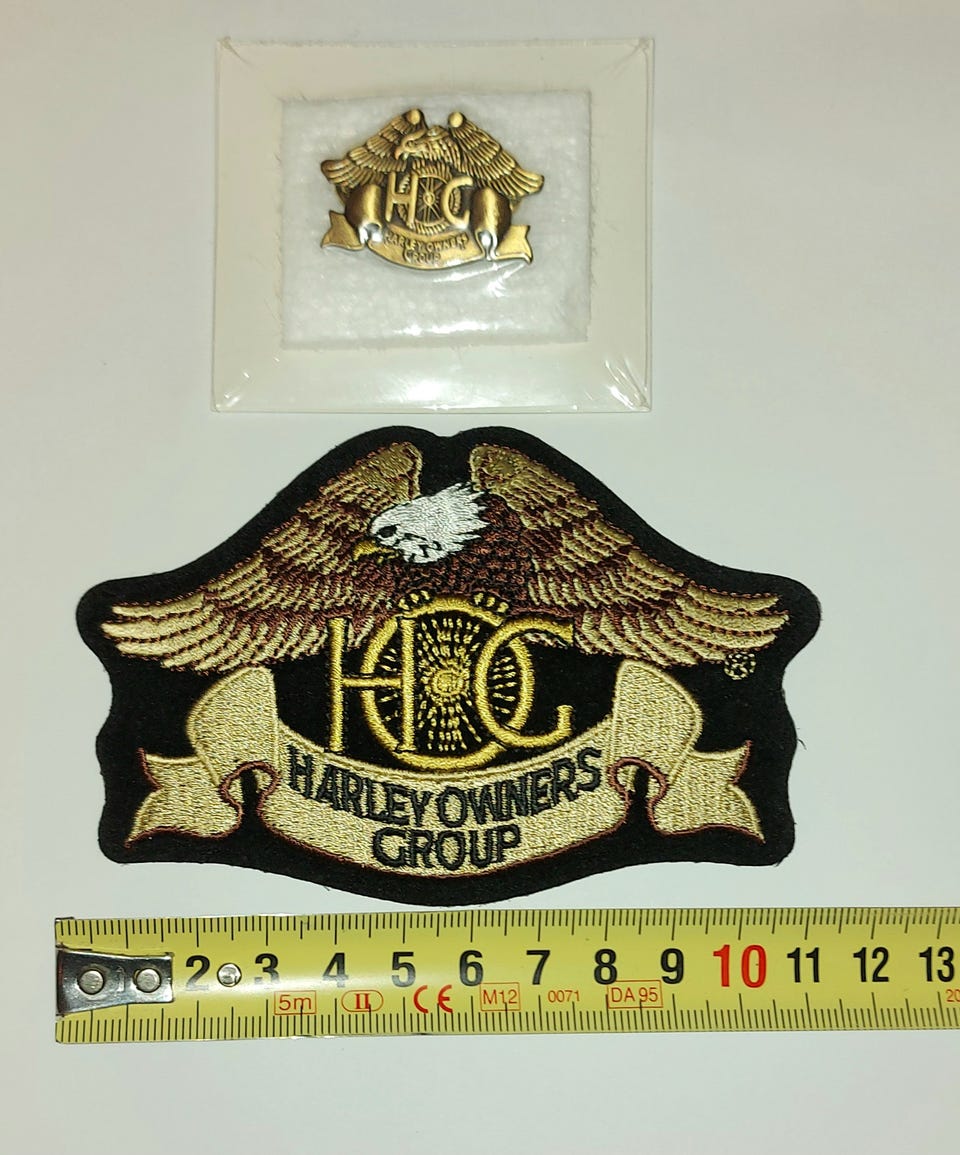 HOG
HARLEY OWNERS
GROUP
HOG
HARLEY OWNERS
GROUP
2 3 4 5 6 7 8 9 10 11 12 13
5m II CE M12 0071 DA 95 20